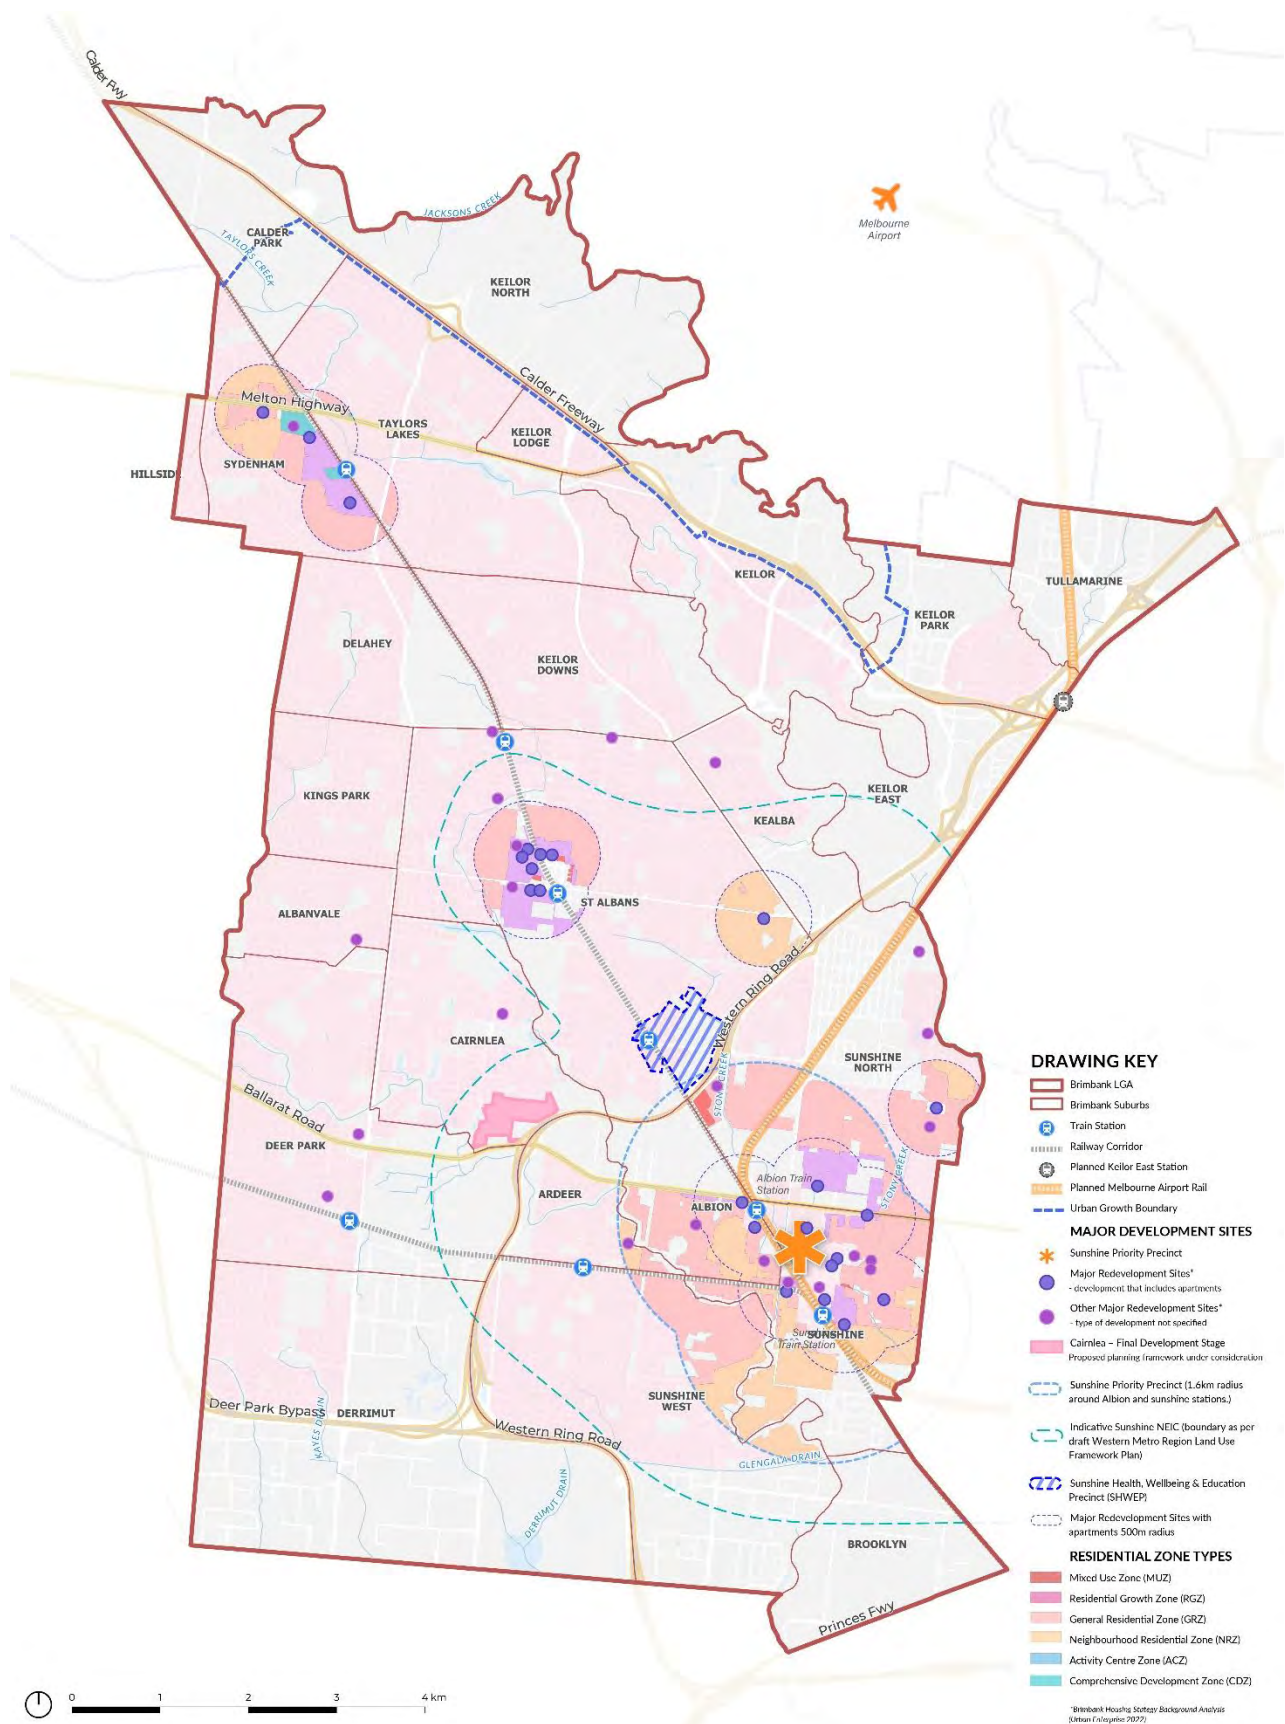 Calder Fwy
JACKSONS CREEK
Melbourne
Airport
CALDER
PARK
TAYLORS CREEK
KEILOR
NORTH
Calder Freeway
Melton Highway
TAYLORS
LAKES
KEILOR
LODGE
SYDENHAM
HILLSIDE
KEILOR
TULLAMARINE
KEILOR
PARK
DELAHEY
KEILOR
DOWNS
KINGS PARK
KEILOR
EAST
KEALBA
ALBANVALE
ST ALBANS
Western Ring Road
CAIRNLEA
STONY CREEK
SUNSHINE
NORTH
Ballarat Road
DEER PARK
STONY CREEK
Albion Train
Station
ARDEER
ALBION
SUNSHINE
Train Station
SUNSHINE
WEST
Deer Park Bypass
DERRIMUT
KAYES DRAIN
Western Ring Road
GLENGALA DRAIN
DERRIMUT DRAIN
BROOKLYN
Princes Fwy
0 1 2 3 4 km
DRAWING KEY
Brimbank LGA
Brimbank Suburbs
Train Station
Railway Corridor
Planned Keilor East Station
Planned Melbourne Airport Rail
Urban Growth Boundary
MAJOR DEVELOPMENT SITES
Sunshine Priority Precinct
Major Redevelopment Sites*
- development that includes apartments
Other Major Redevelopment Sites*
- type of development not specified
Cairnlea – Final Development Stage
Proposed planning framework under consideration
Sunshine Priority Precinct (1.6km radius
around Albion and sunshine stations.)
Indicative Sunshine NEIC (boundary as per
draft Western Metro Region Land Use
Framework Plan)
Sunshine Health, Wellbeing & Education
Precinct (SHWEP)
Major Redevelopment Sites with
apartments 500m radius
RESIDENTIAL ZONE TYPES
Mixed Use Zone (MUZ)
Residential Growth Zone (RGZ)
General Residential Zone (GRZ)
Neighbourhood Residential Zone (NRZ)
Activity Centre Zone (ACZ)
Comprehensive Development Zone (CDZ)
*Brimbank Housing Strategy Background Analysis
(Urban Enterprise 2022)